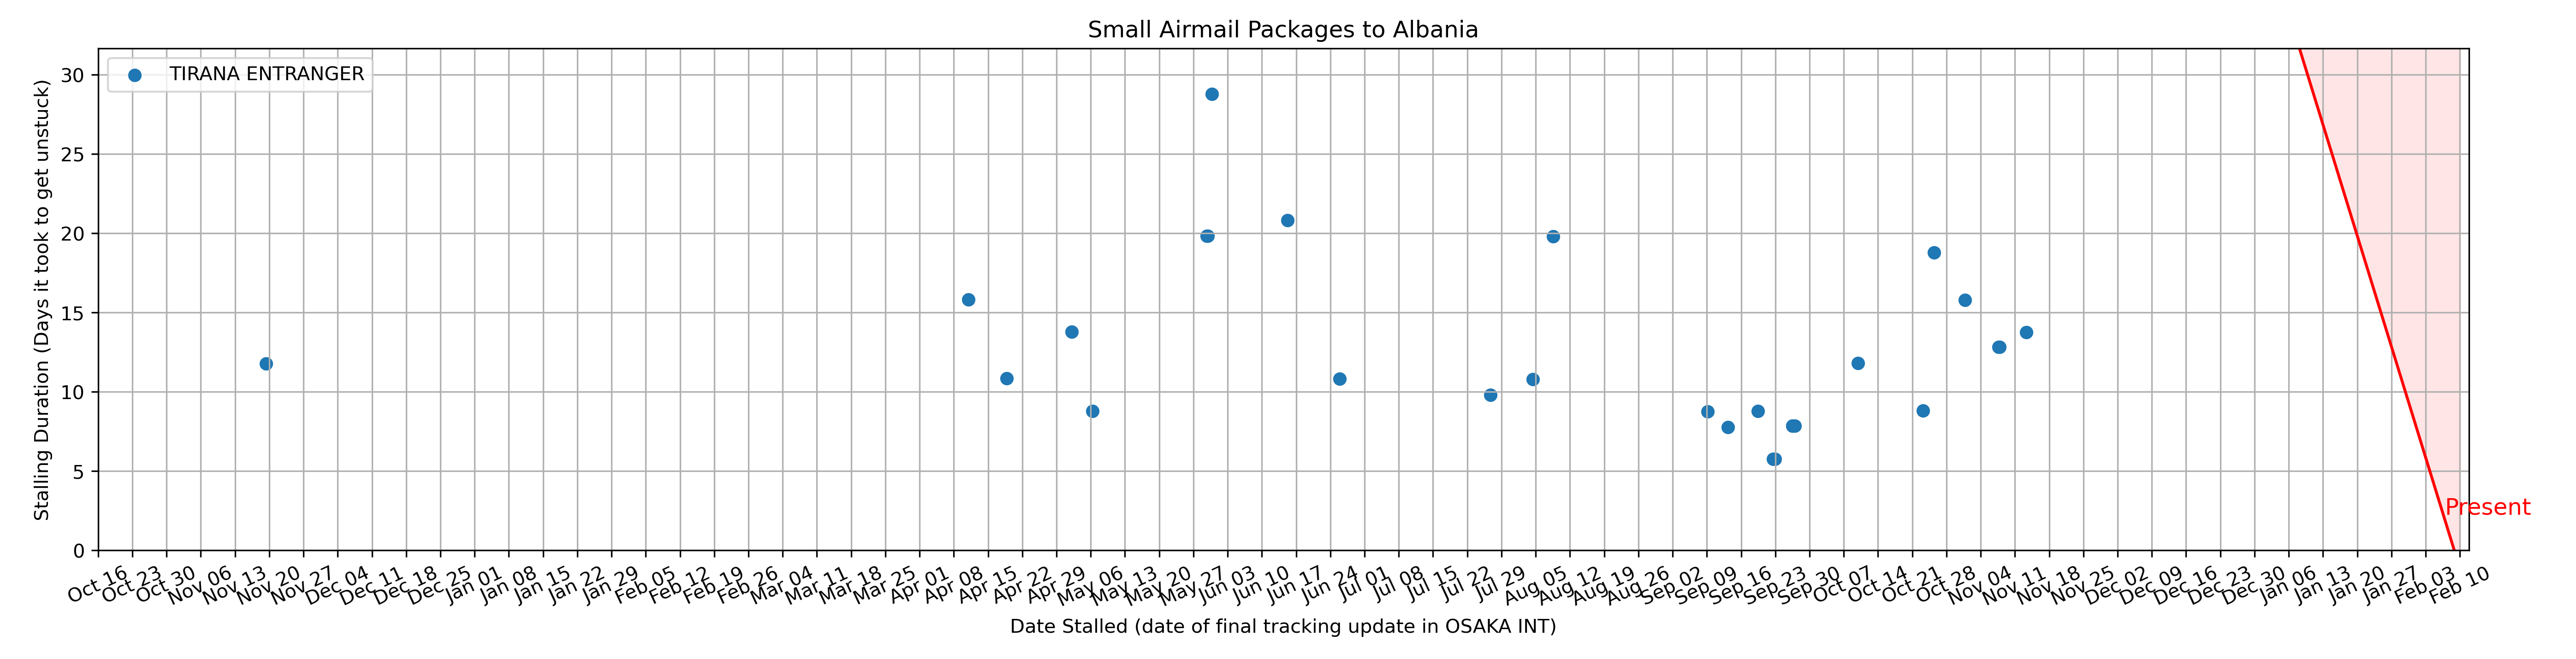 Small Airmail Packages to Albania
TIRANA ENTRANGER
Stalling Duration (Days it took to get unstuck)
30
25
20
15
10
5
0
Present
Oct 16
Oct 23
Oct 30
Nov 06
Nov 13
Nov 20
Nov 27
Dec 04
Dec 11
Dec 18
Dec 25
Jan 01
Jan 08
Jan 15
Jan 22
Jan 29
Feb 05
Feb 12
Feb 19
Feb 26
Mar 04
Mar 11
Mar 18
Mar 25
Apr 01
Apr 08
Apr 15
Apr 22
Apr 29
May 06
May 13
May 20
May 27
Jun 03
Jun 10
Jun 17
Jun 24
Jul 01
Jul 08
Jul 15
Jul 22
Jul 29
Aug 05
Aug 12
Aug 19
Aug 26
Sep 02
Sep 09
Sep 16
Sep 23
Sep 30
Oct 07
Oct 14
Oct 21
Oct 28
Nov 04
Nov 11
Nov 18
Nov 25
Dec 02
Dec 09
Dec 16
Dec 23
Dec 30
Jan 06
Jan 13
Jan 20
Jan 27
Feb 03
Feb 10
Date Stalled (date of final tracking update in OSAKA INT)